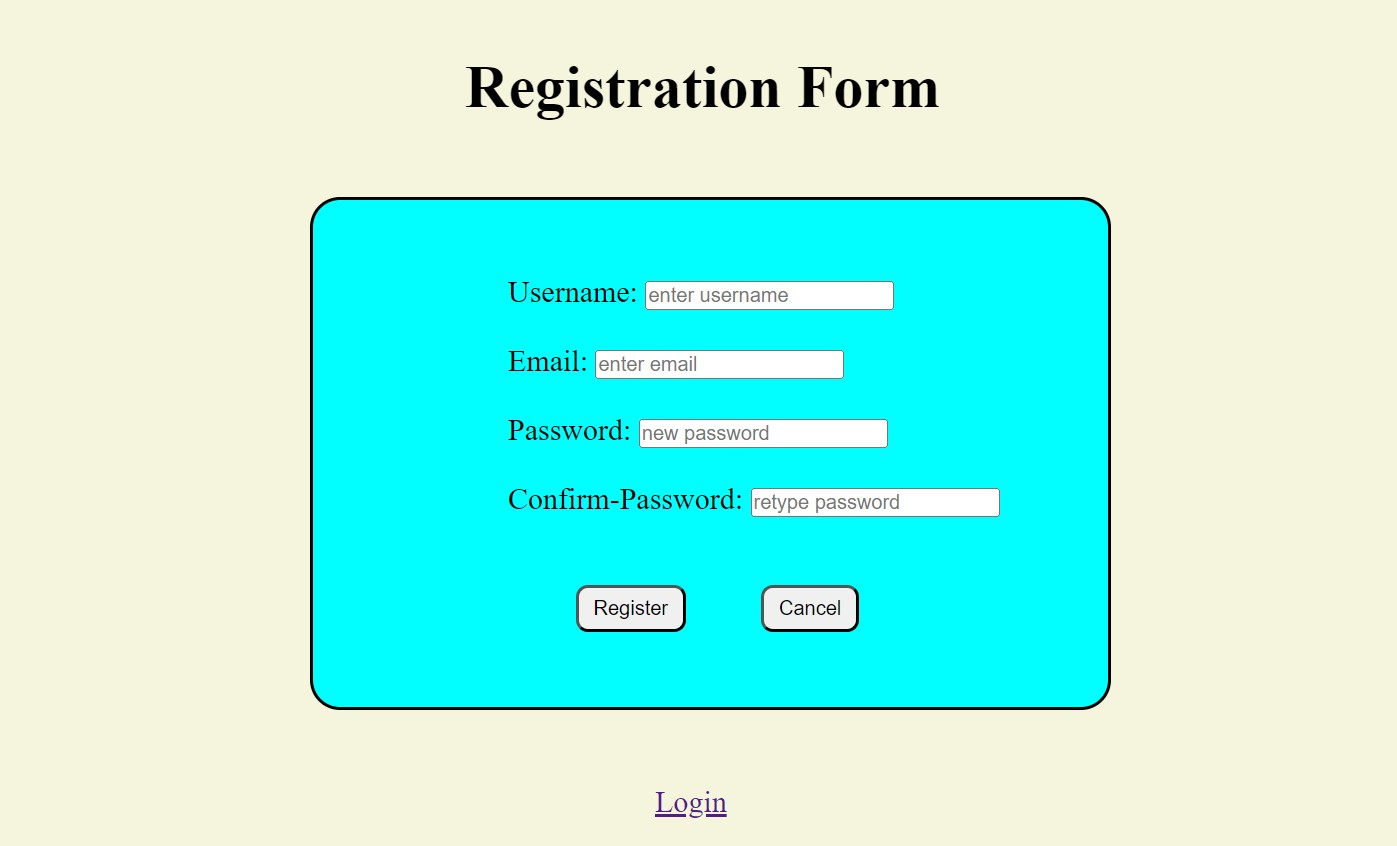 Registration Form
Username: enter username
Email: enter email
Password: new password
Confirm-Password: retype password
Register Cancel
Login